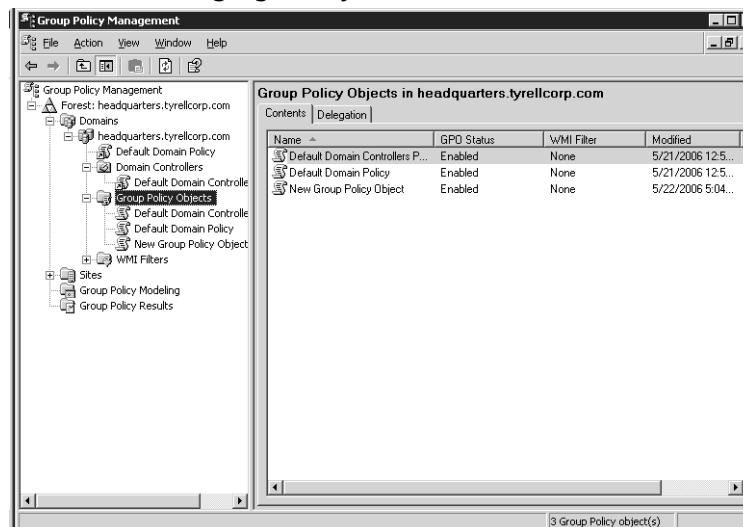 Group Policy Management
File Action View Window Help
Group Policy Management
Forest: headquarters.tyrellcorp.com
Domains
headquarters.tyrellcorp.com
Default Domain Policy
Domain Controllers
Default Domain Controlle
Group Policy Objects
Default Domain Controlle
Default Domain Policy
New Group Policy Object
WMI Filters
Sites
Group Policy Modeling
Group Policy Results
Group Policy Objects in headquarters.tyrellcorp.com
Contents Delegation
Name GPO Status WMI Filter Modified
Default Domain Controllers P... Enabled None 5/21/2006 12:5...
Default Domain Policy Enabled None 5/21/2006 12:5...
New Group Policy Object Enabled None 5/22/2006 5:04...
3 Group Policy object(s)